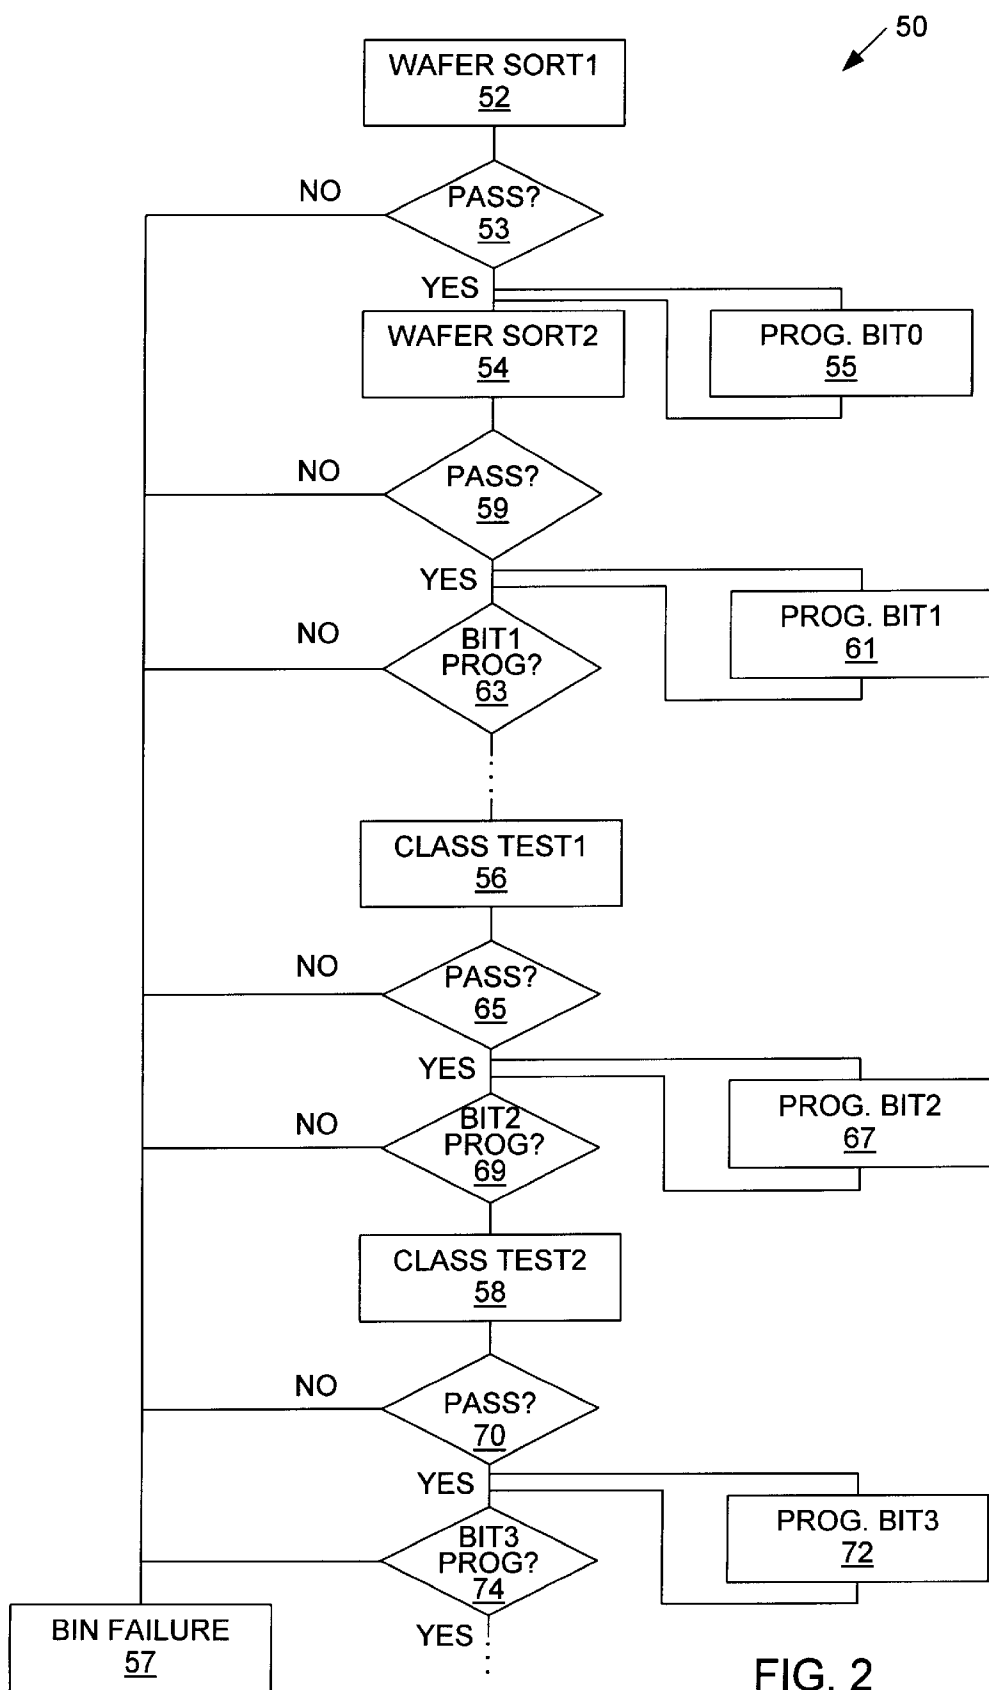 50
WAFER SORT1
52
PASS?
53
NO
YES
WAFER SORT2
54
PROG. BIT0
55
PASS?
59
NO
YES
PROG. BIT1
61
BIT1
PROG?
63
NO
CLASS TEST1
56
PASS?
65
NO
YES
PROG. BIT2
67
BIT2
PROG?
69
NO
CLASS TEST2
58
PASS?
70
NO
YES
PROG. BIT3
72
BIT3
PROG?
74
YES
BIN FAILURE
57
FIG. 2